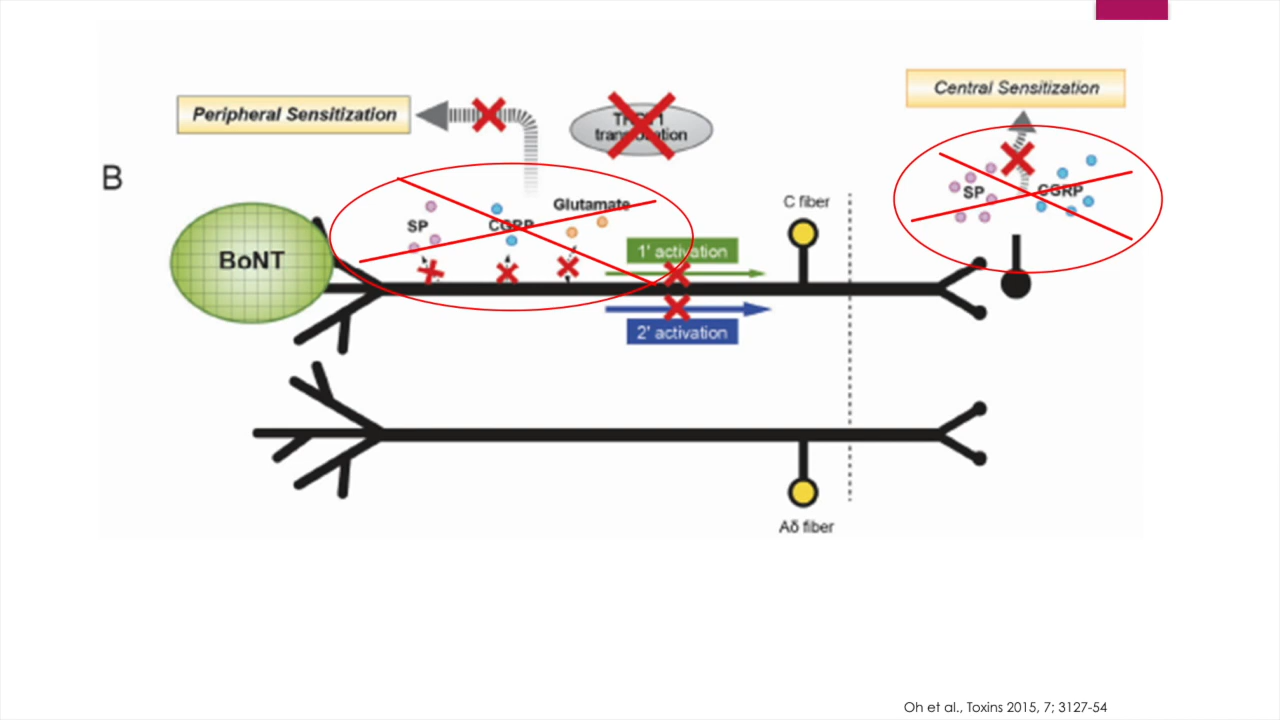 Central Sensitization
Peripheral Sensitization
B
C fiber
SP
CGRP
SP
CGRP
Glutamate
BoNT
1' activation
2' activation
Aδ fiber
Oh et al., Toxins 2015, 7; 3127-54